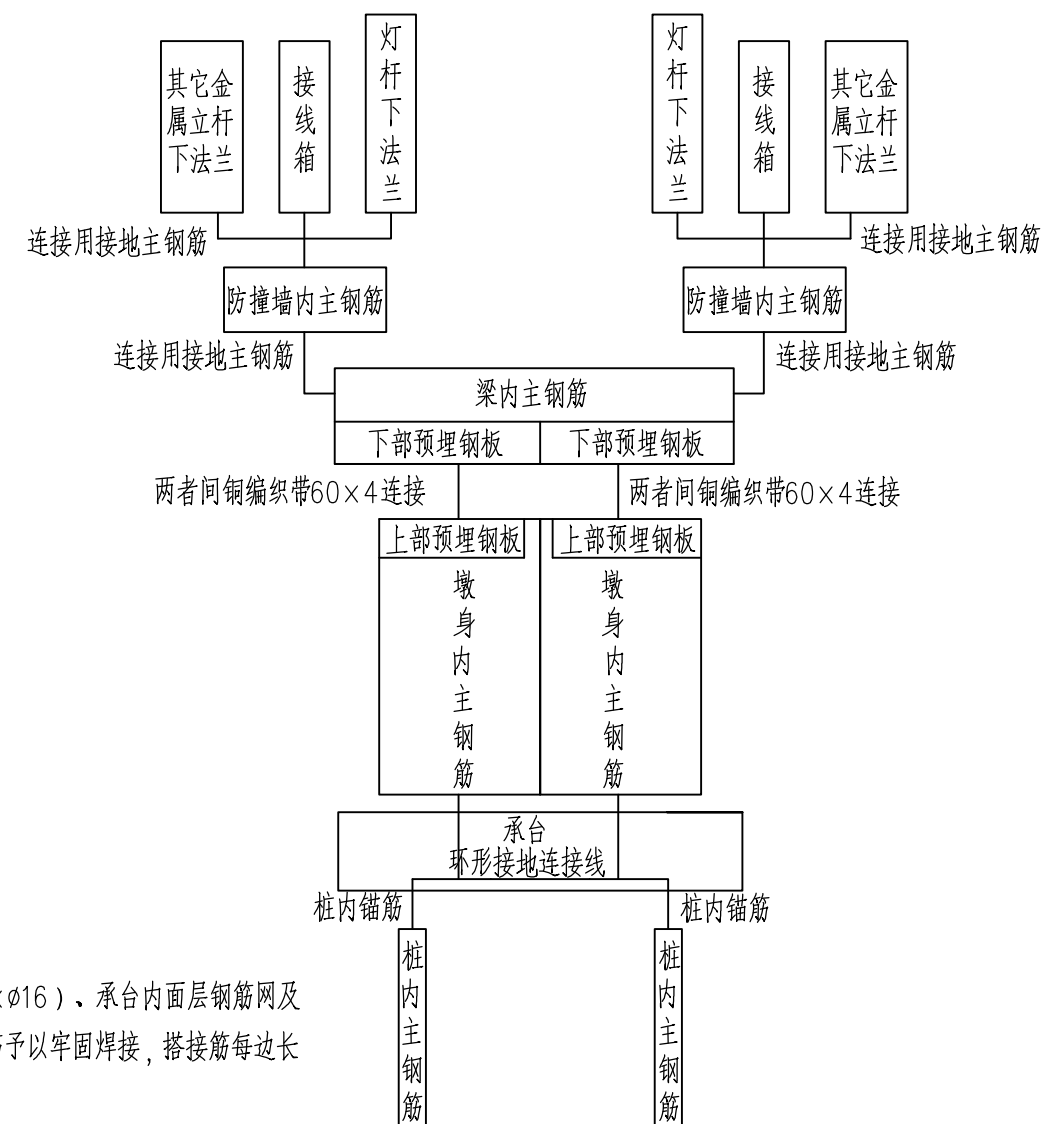 其它金
属立杆
下法兰
接线箱
灯杆下法兰
灯杆下法兰
接线箱
其它金
属立杆
下法兰
连接用接地主钢筋
连接用接地主钢筋
防撞墙内主钢筋
防撞墙内主钢筋
连接用接地主钢筋
连接用接地主钢筋
梁内主钢筋
下部预埋钢板
下部预埋钢板
两者间铜编织带60×4连接
两者间铜编织带60×4连接
上部预埋钢板
上部预埋钢板
墩身内主钢筋
墩身内主钢筋
承台
环形接地连接线
桩内锚筋
桩内锚筋
桩内主钢筋
桩内主钢筋
ø16）、承台内面层钢筋网及
予以牢固焊接，搭接筋每边长